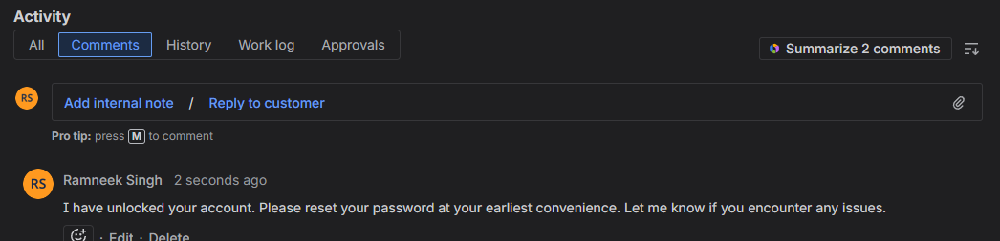 Activity
All Comments History Work log Approvals Summarize 2 comments
RS Add internal note / Reply to customer
Pro tip: press M to comment
RS Ramneek Singh 2 seconds ago
I have unlocked your account. Please reset your password at your earliest convenience. Let me know if you encounter any issues.
· Edit · Delete